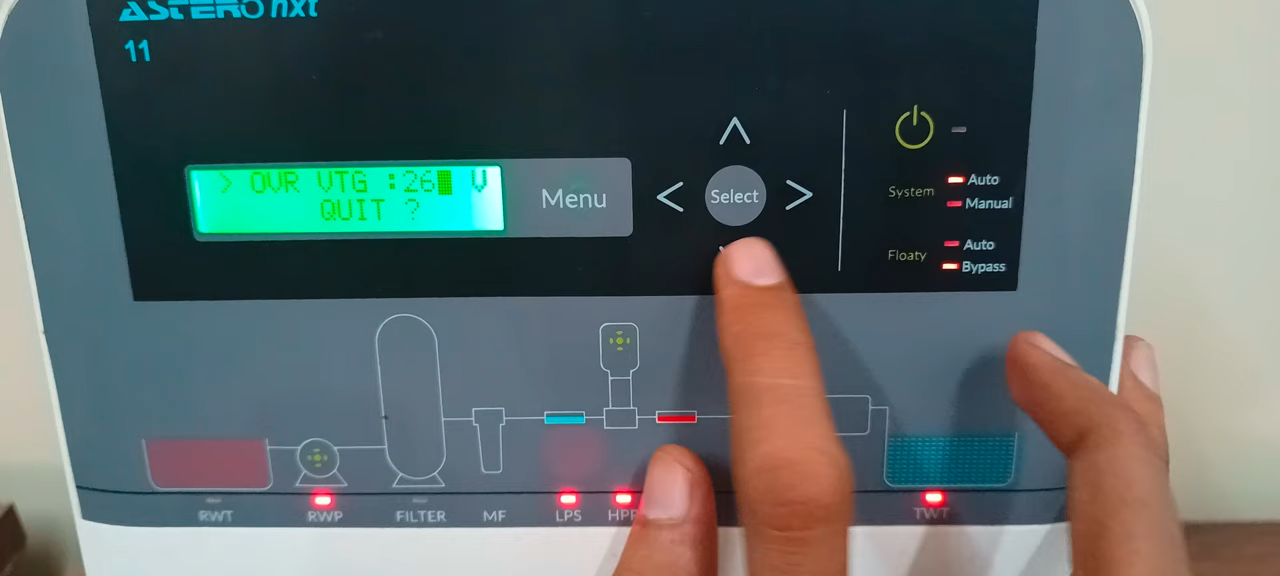 ASTERO nxt
11
> OVR VTG :26 V
QUIT ?
Menu
Select
System
Auto
Manual
Floaty
Auto
Bypass
RWT RWP FILTER MF LPS HPP TWT